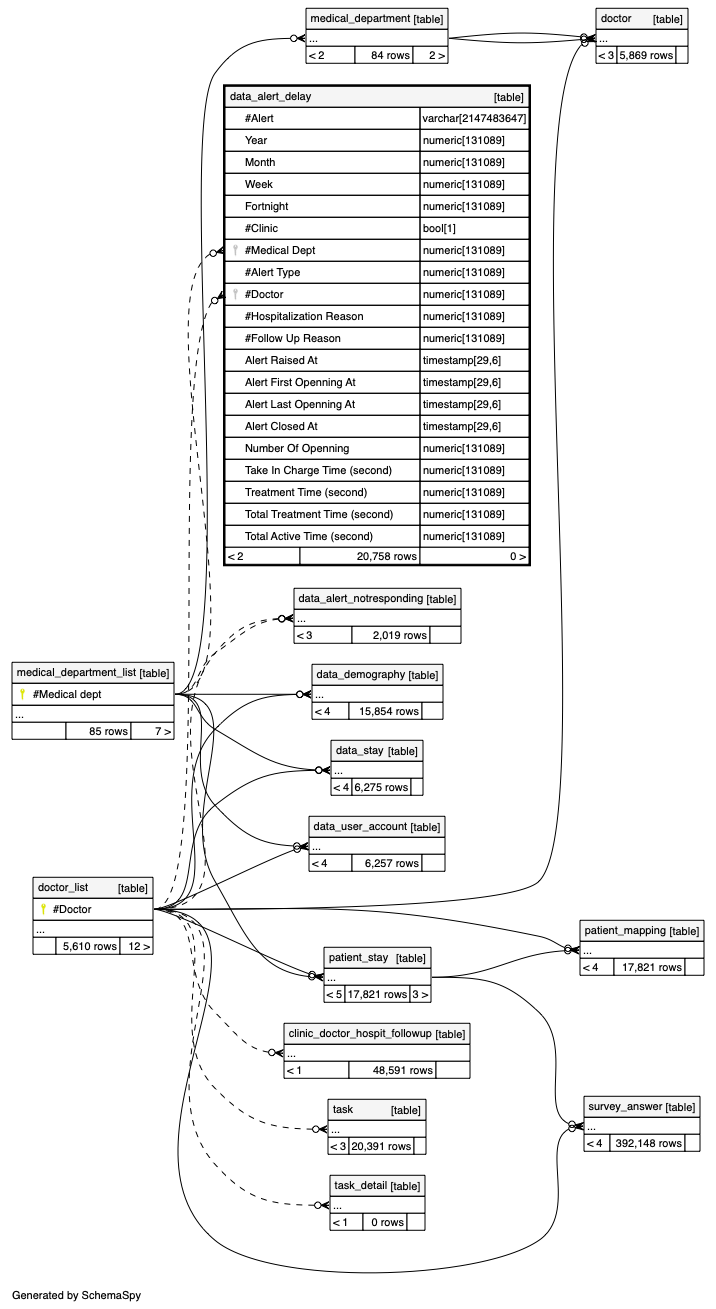 medical_department [table]
...
< 2 84 rows 2 >
doctor [table]
...
< 3 5,869 rows
data_alert_delay [table]
#Alert varchar[2147483647]
Year numeric[131089]
Month numeric[131089]
Week numeric[131089]
Fortnight numeric[131089]
#Clinic bool[1]
#Medical Dept numeric[131089]
#Alert Type numeric[131089]
#Doctor numeric[131089]
#Hospitalization Reason numeric[131089]
#Follow Up Reason numeric[131089]
Alert Raised At timestamp[29,6]
Alert First Openning At timestamp[29,6]
Alert Last Openning At timestamp[29,6]
Alert Closed At timestamp[29,6]
Number Of Openning numeric[131089]
Take In Charge Time (second) numeric[131089]
Treatment Time (second) numeric[131089]
Total Treatment Time (second) numeric[131089]
Total Active Time (second) numeric[131089]
< 2 20,758 rows 0 >
data_alert_notresponding [table]
...
< 3 2,019 rows
medical_department_list [table]
#Medical dept
...
85 rows 7 >
data_demography [table]
...
< 4 15,854 rows
data_stay [table]
...
< 4 6,275 rows
data_user_account [table]
...
< 4 6,257 rows
doctor_list [table]
#Doctor
...
5,610 rows 12 >
patient_mapping [table]
...
< 4 17,821 rows
patient_stay [table]
...
< 5 17,821 rows 3 >
clinic_doctor_hospit_followup [table]
...
< 1 48,591 rows
task [table]
...
< 3 20,391 rows
survey_answer [table]
...
< 4 392,148 rows
task_detail [table]
...
< 1 0 rows
Generated by SchemaSpy